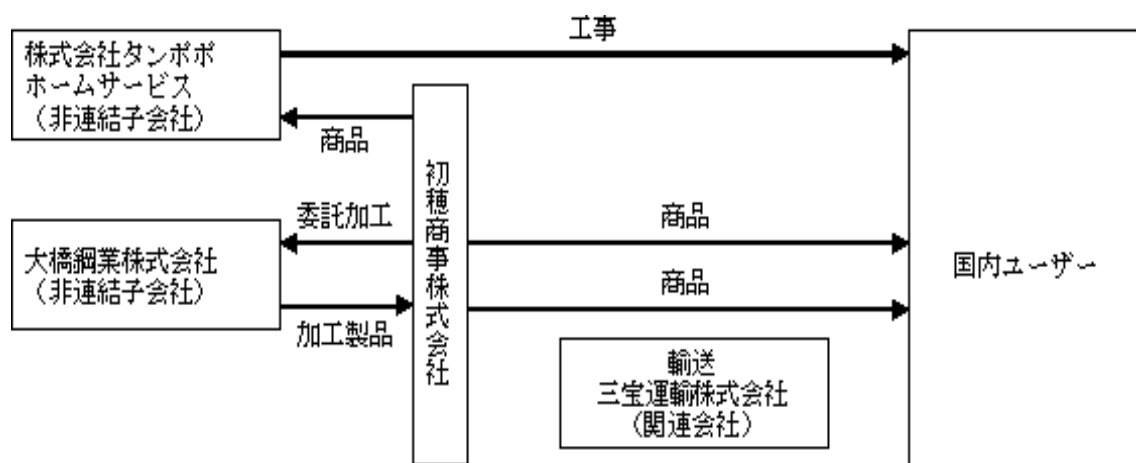 工事
株式会社タンポポ
ホームサービス
（非連結子会社）
商品
初穂商事株式会社
委託加工
商品
大橋鋼業株式会社
（非連結子会社）
国内ユーザー
商品
加工製品
輸送
三宝運輸株式会社
（関連会社）